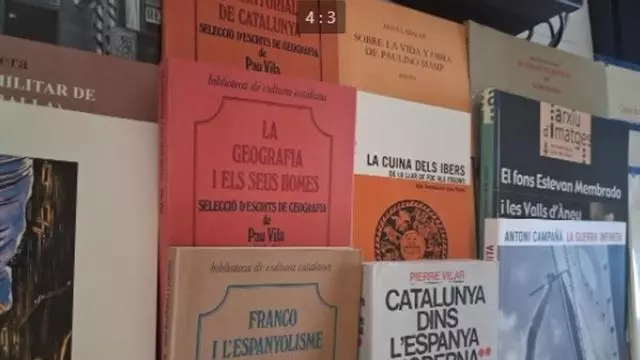 4:3
DE CATALUNYA
SELECCIÓ D'ESCRITS DE GEOGRAFIA
de
Pau Vila
SOBRE LA VIDA Y OBRA
DE PAULINO MASIP
MILITAR DE
biblioteca de cultura catalana
LA
GEOGRAFIA
I ELS SEUS HOMES
SELECCIÓ D'ESCRITS DE GEOGRAFIA
de
Pau Vila
LA CUINA DELS IBERS
arxiu
imatges
El fons Estevan Membrado
i les Valls d'Àneu
ANTONI CAMPAÑÀ LA GUERRA INFINITA
biblioteca de cultura catalana
FRANCO
I L'ESPANYOLISME
PIERRE VILAR
CATALUNYA
DINS
L'ESPANYA